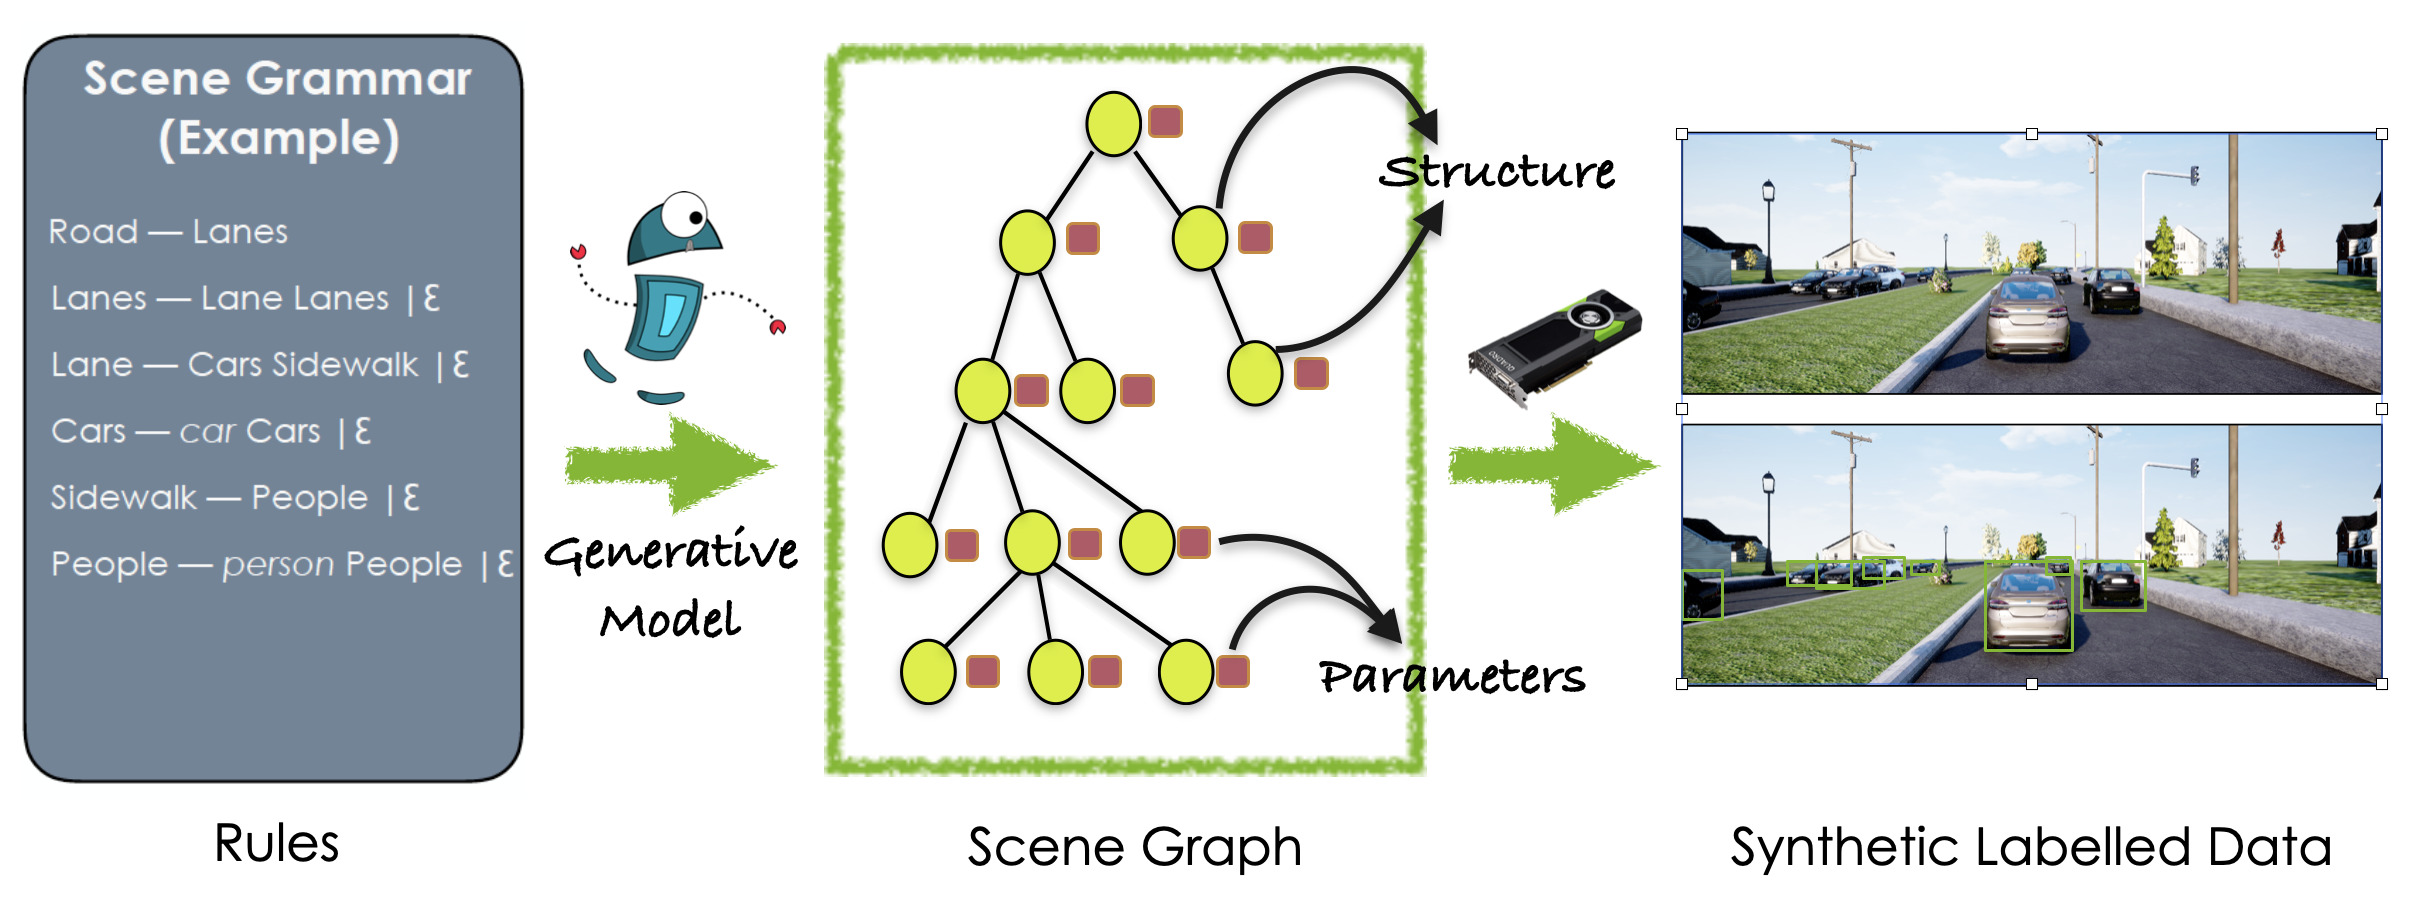 Scene Grammar
(Example)
Road — Lanes
Lanes — Lane Lanes | ε
Lane — Cars Sidewalk | ε
Cars — car Cars | ε
Sidewalk — People | ε
People — person People | ε
Rules
Generative
Model
Structure
Parameters
Scene Graph
QUADRO
Synthetic Labelled Data